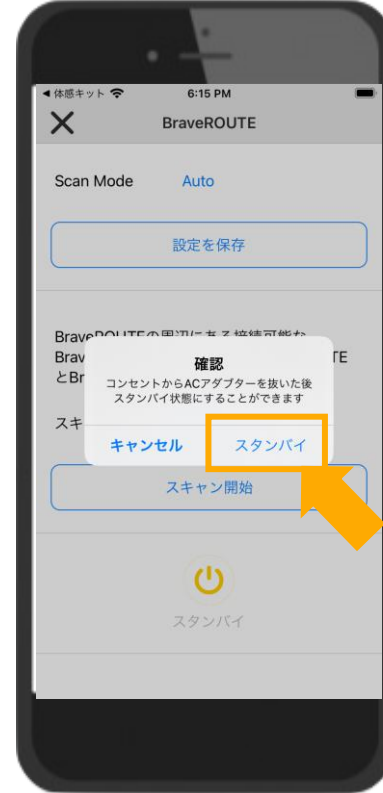 体感キット 6:15 PM
BraveROUTE
Scan Mode Auto
設定を保存
BraveROUTEの周辺にある接続可能な
Brav
TE
とBr
確認
コンセントからACアダプターを抜いた後
スタンバイ状態にすることができます
スキ
キャンセル スタンバイ
スキャン開始
スタンバイ